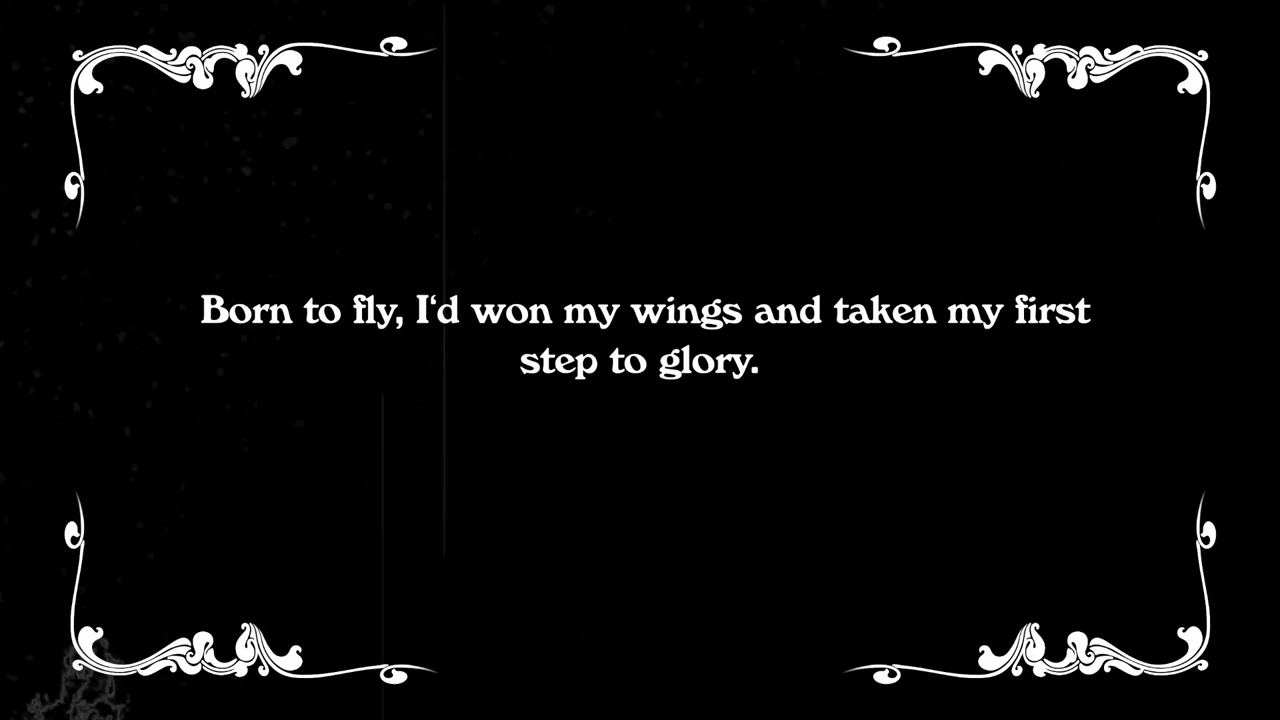 Born to fly, I‘d won my wings and taken my first
step to glory.